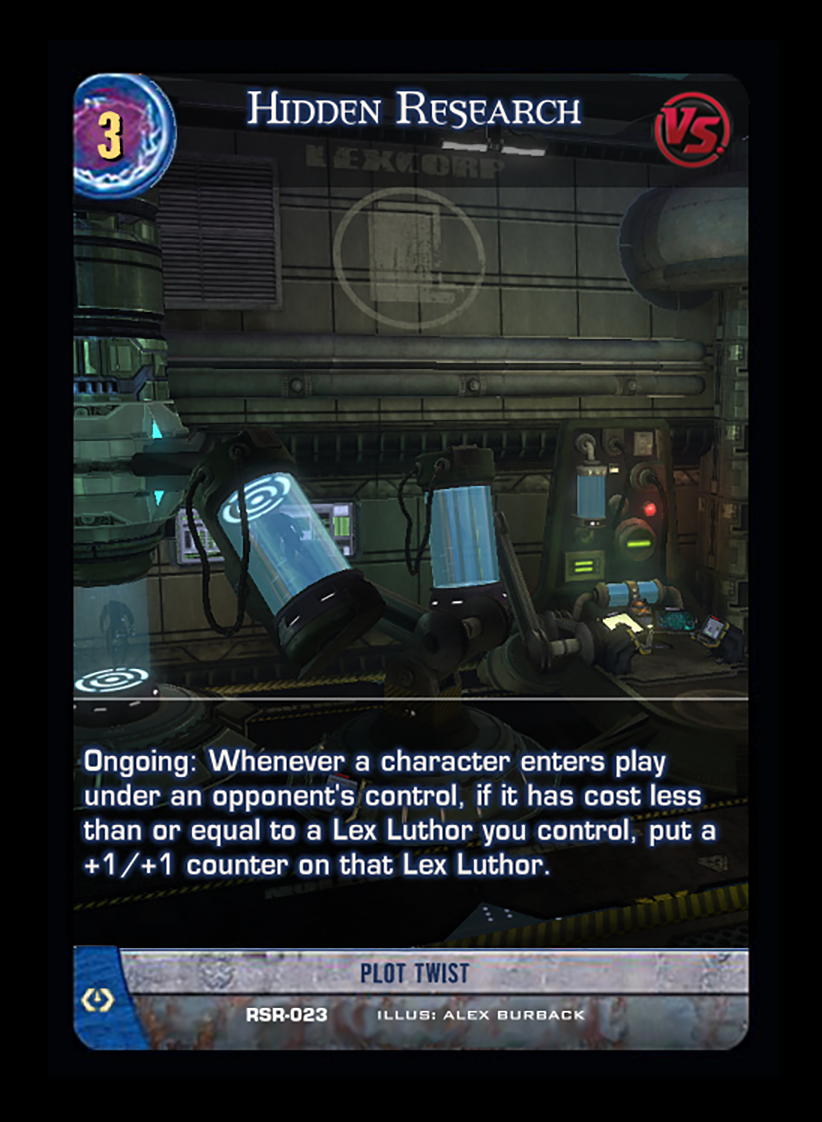 3
Hidden Research
VS.
LEXCORP
L
Ongoing: Whenever a character enters play
under an opponent's control, if it has cost less
than or equal to a Lex Luthor you control, put a
+1/+1 counter on that Lex Luthor.
PLOT TWIST
RSR-023 ILLUS: ALEX BURBACK